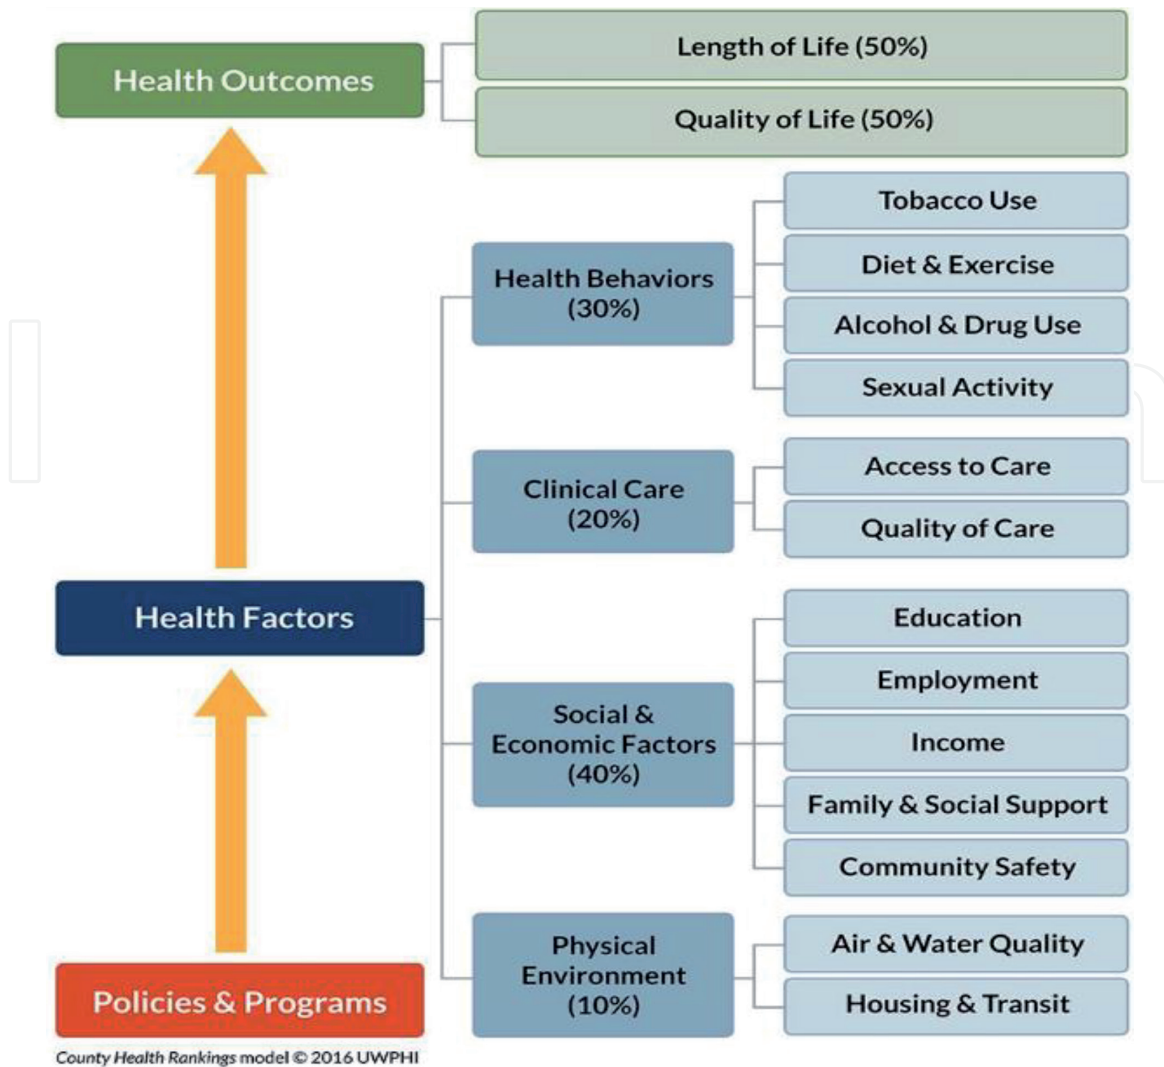 Health Outcomes
Length of Life (50%)
Quality of Life (50%)
Health Factors
Health Behaviors
(30%)
Tobacco Use
Diet & Exercise
Alcohol & Drug Use
Sexual Activity
Clinical Care
(20%)
Access to Care
Quality of Care
Social &
Economic Factors
(40%)
Education
Employment
Income
Family & Social Support
Community Safety
Physical
Environment
(10%)
Air & Water Quality
Housing & Transit
Policies & Programs
County Health Rankings model © 2016 UWPHI